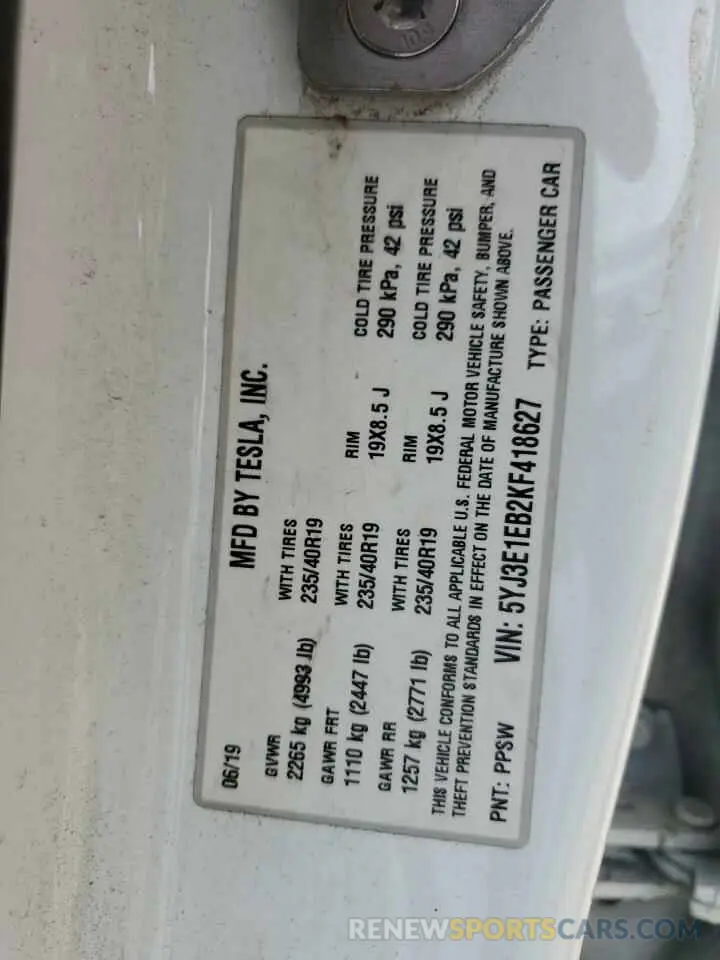 MFD BY TESLA, INC.
06/19
GVWR WITH TIRES
2265 kg (4993 lb) 235/40R19
GAWR FRT WITH TIRES RIM COLD TIRE PRESSURE
1110 kg (2447 lb) 235/40R19 19X8.5 J 290 kPa, 42 psi
GAWR RR WITH TIRES RIM COLD TIRE PRESSURE
1257 kg (2771 lb) 235/40R19 19X8.5 J 290 kPa, 42 psi
THIS VEHICLE CONFORMS TO ALL APPLICABLE U.S. FEDERAL MOTOR VEHICLE SAFETY, BUMPER, AND
THEFT PREVENTION STANDARDS IN EFFECT ON THE DATE OF MANUFACTURE SHOWN ABOVE.
PNT: PPSW VIN: 5YJ3E1EB2KF418627 TYPE: PASSENGER CAR
RENEWSPORTSCARS.COM